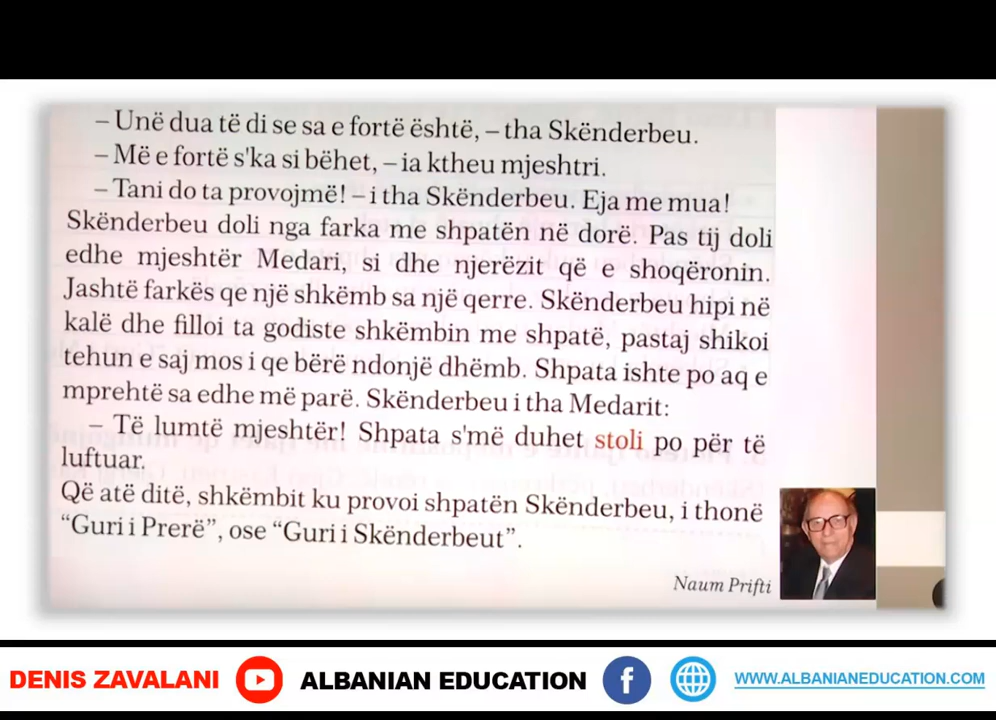 – Unë dua të di se sa e fortë është, – tha Skënderbeu.
– Më e fortë s'ka si bëhet, – ia ktheu mjeshtri.
– Tani do ta provojmë! – i tha Skënderbeu. Eja me mua!
Skënderbeu doli nga farka me shpatën në dorë. Pas tij doli
edhe mjeshtër Medari, si dhe njerëzit që e shoqëronin.
Jashtë farkës qe një shkëmb sa një qerre. Skënderbeu hipi në
kalë dhe filloi ta godiste shkëmbin me shpatë, pastaj shikoi
tehun e saj mos i qe bërë ndonjë dhëmb. Shpata ishte po aq e
mprehtë sa edhe më parë. Skënderbeu i tha Medarit:
– Të lumtë mjeshtër! Shpata s'më duhet stoli po për të
luftuar.
Që atë ditë, shkëmbit ku provoi shpatën Skënderbeu, i thonë
“Guri i Prerë”, ose “Guri i Skënderbeut”.
Naum Prifti
DENIS ZAVALANI ALBANIAN EDUCATION f WWW.ALBANIANEDUCATION.COM